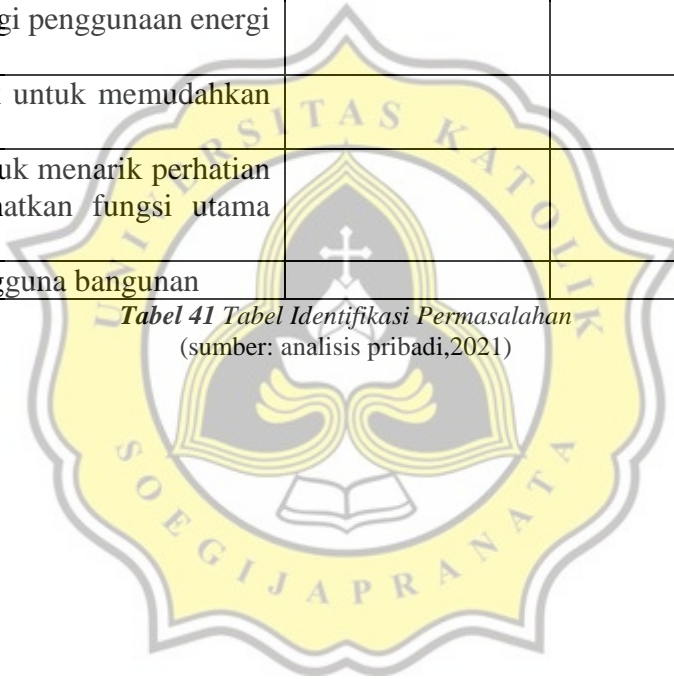 gi penggunaan energi
untuk memudahkan
uk menarik perhatian
natkan fungsi utama
gguna bangunan
Tabel 41 Tabel Identifikasi Permasalahan
(sumber: analisis pribadi,2021)
UNIVERSITAS KATOLIK
SOEGIJAPRANATA